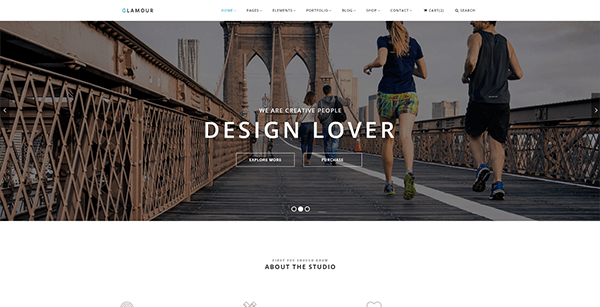 GLAMOUR
HOME PAGES ELEMENTS PORTFOLIO BLOG SHOP CART(2) SEARCH
WE ARE CREATIVE PEOPLE
DESIGN LOVER
EXPLORE MORE PURCHASE
FIRST YOU SHOULD KNOW
ABOUT THE STUDIO